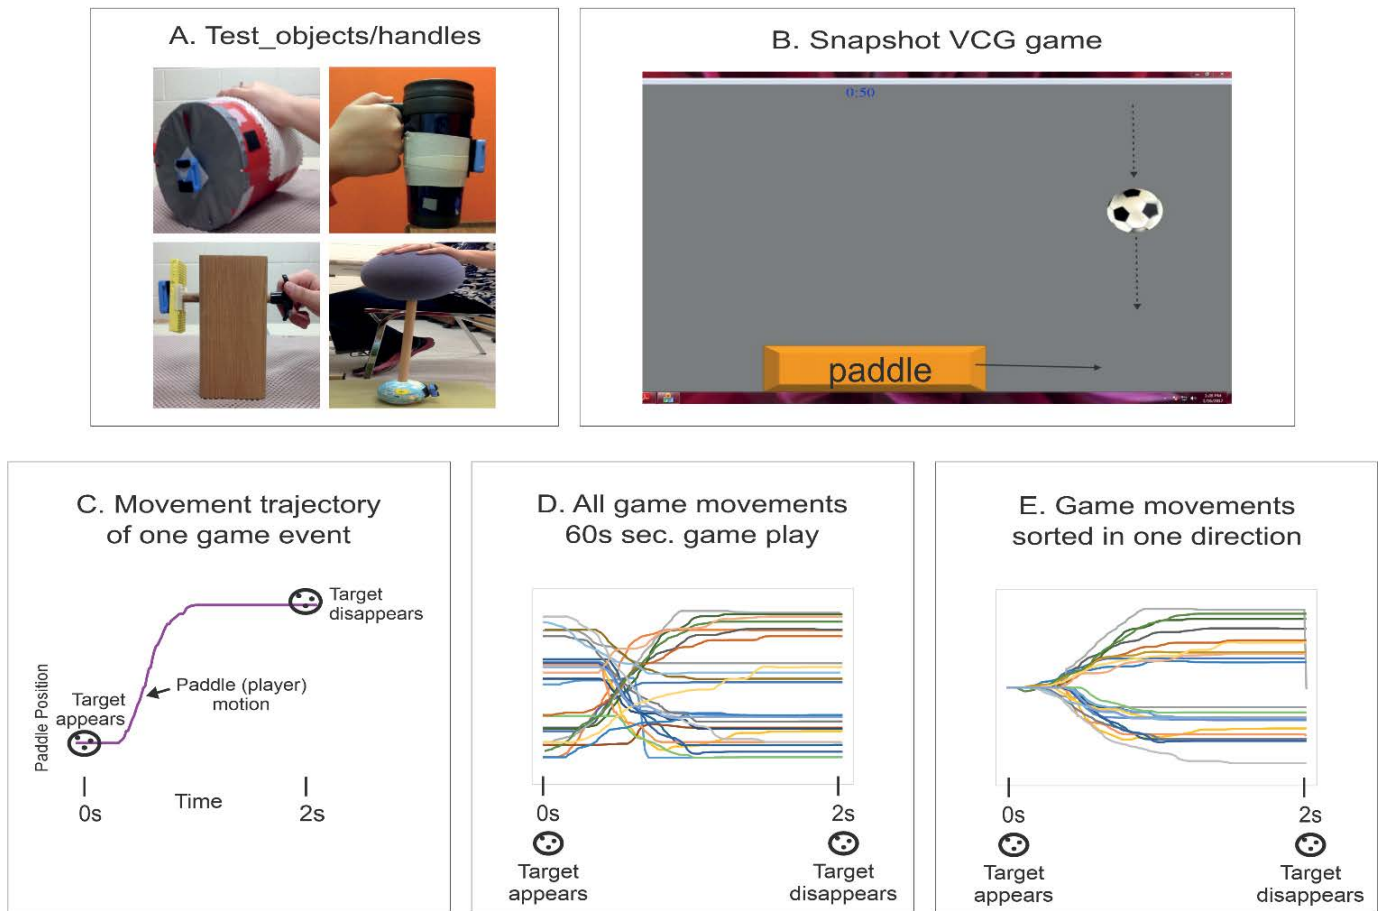 A. Test_objects/handles
B. Snapshot VCG game
0:50
paddle
C. Movement trajectory
of one game event
Target
disappears
Paddle (player)
motion
Target
appears
Paddle Position
0s
Time
2s
D. All game movements
60s sec. game play
0s
2s
Target
appears
Target
disappears
E. Game movements
sorted in one direction
0s
2s
Target
appears
Target
disappears